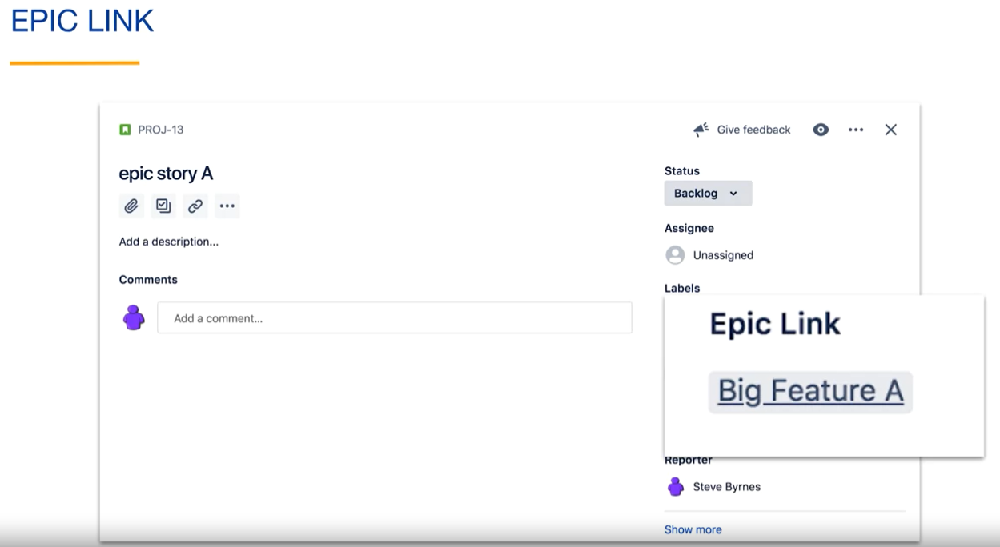 EPIC LINK
PROJ-13
Give feedback
epic story A
Add a description...
Comments
Add a comment...
Status
Backlog
Assignee
Unassigned
Labels
Epic Link
Big Feature A
Reporter
Steve Byrnes
Show more